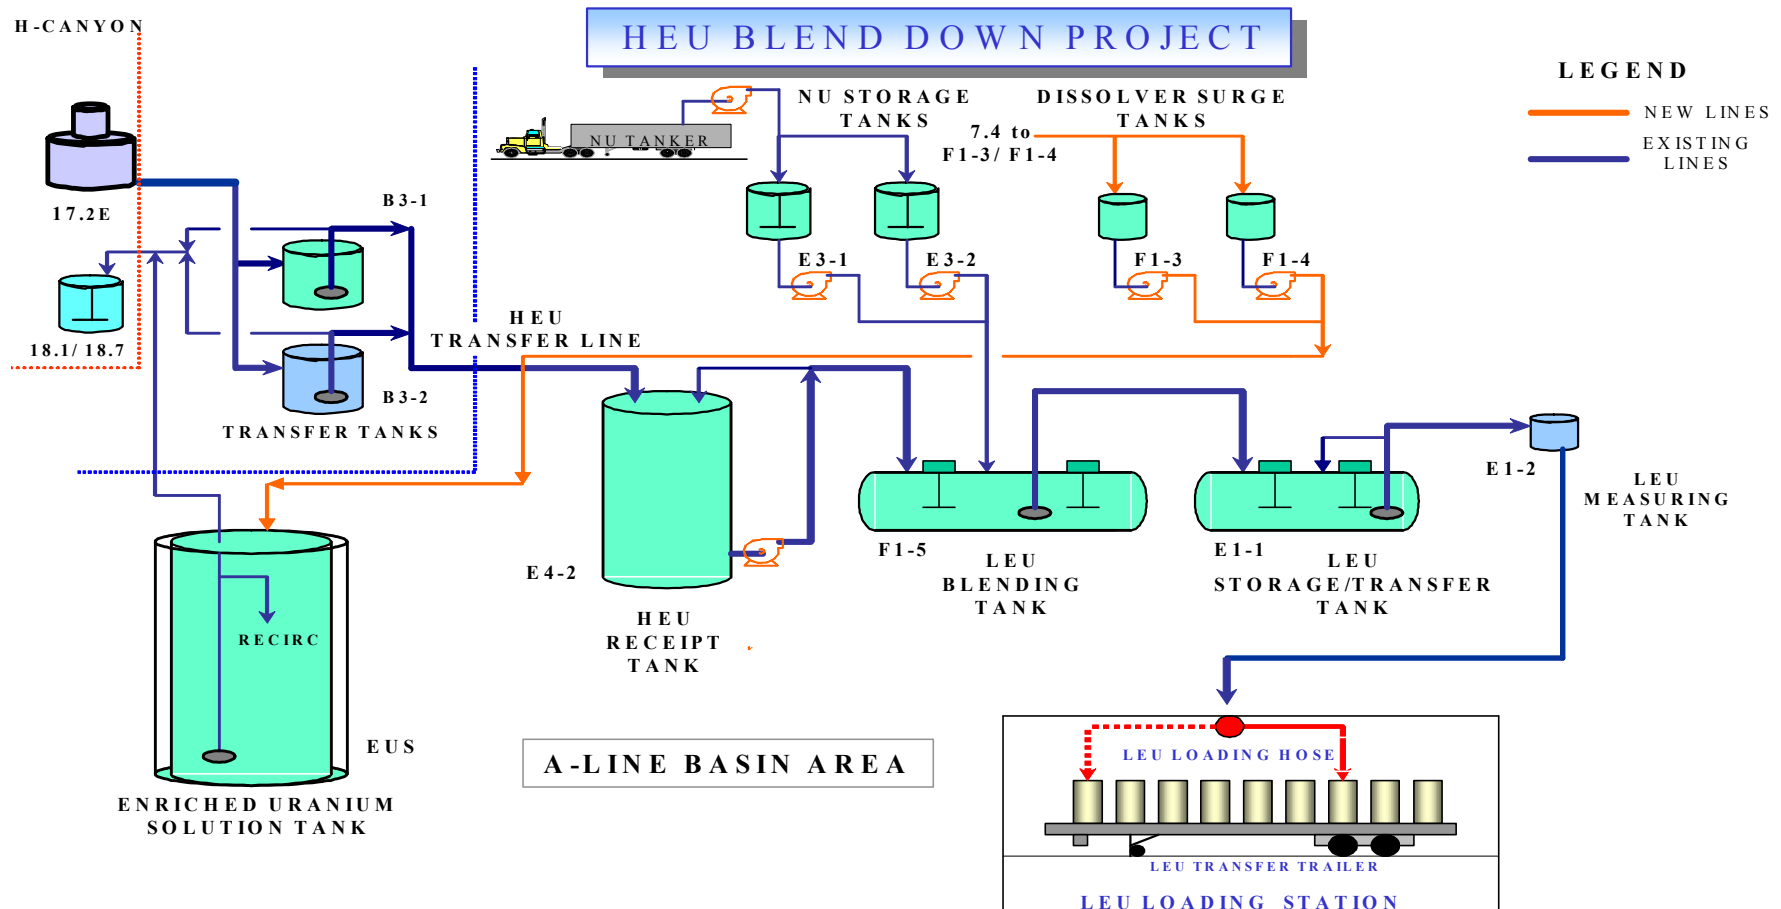 H-CANYON
HEU BLEND DOWN PROJECT
LEGEND
NEW LINES
EXISTING
LINES
NU STORAGE
TANKS
DISSOLVER SURGE
TANKS
7.4 to
F1-3/ F1-4
NU TANKER
17.2E
B3-1
18.1/ 18.7
B3-2
TRANSFER TANKS
E3-1
E3-2
F1-3
F1-4
HEU
TRANSFER LINE
E4-2
HEU
RECEIPT
TANK
F1-5
LEU
BLENDING
TANK
E1-1
LEU
STORAGE/TRANSFER
TANK
E1-2
LEU
MEASURING
TANK
RECIRC
EUS
ENRICHED URANIUM
SOLUTION TANK
A-LINE BASIN AREA
LEU LOADING HOSE
LEU TRANSFER TRAILER
LEU LOADING STATION